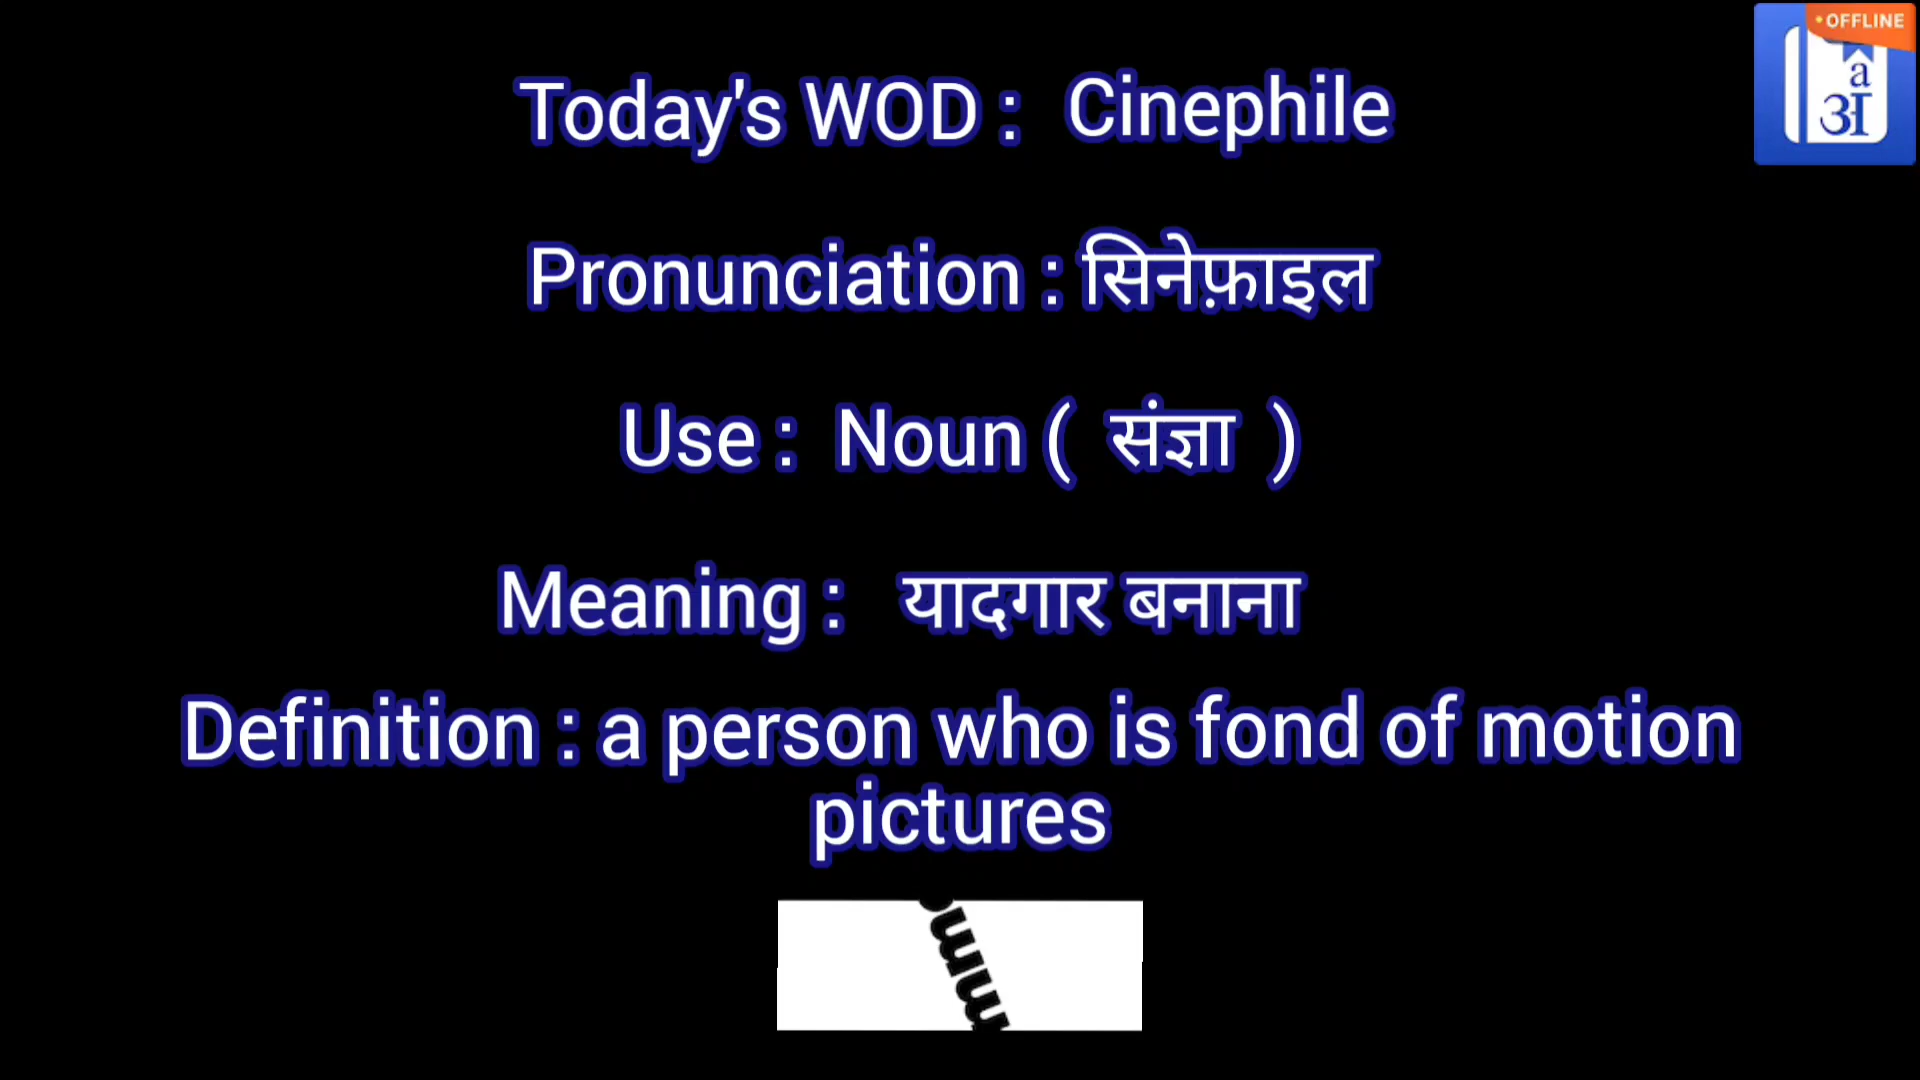 • OFFLINE
a
अ
Today's WOD : Cinephile
Pronunciation : सिनेफ़ाइल
Use : Noun ( संज्ञा )
Meaning : यादगार बनाना
Definition : a person who is fond of motion
pictures